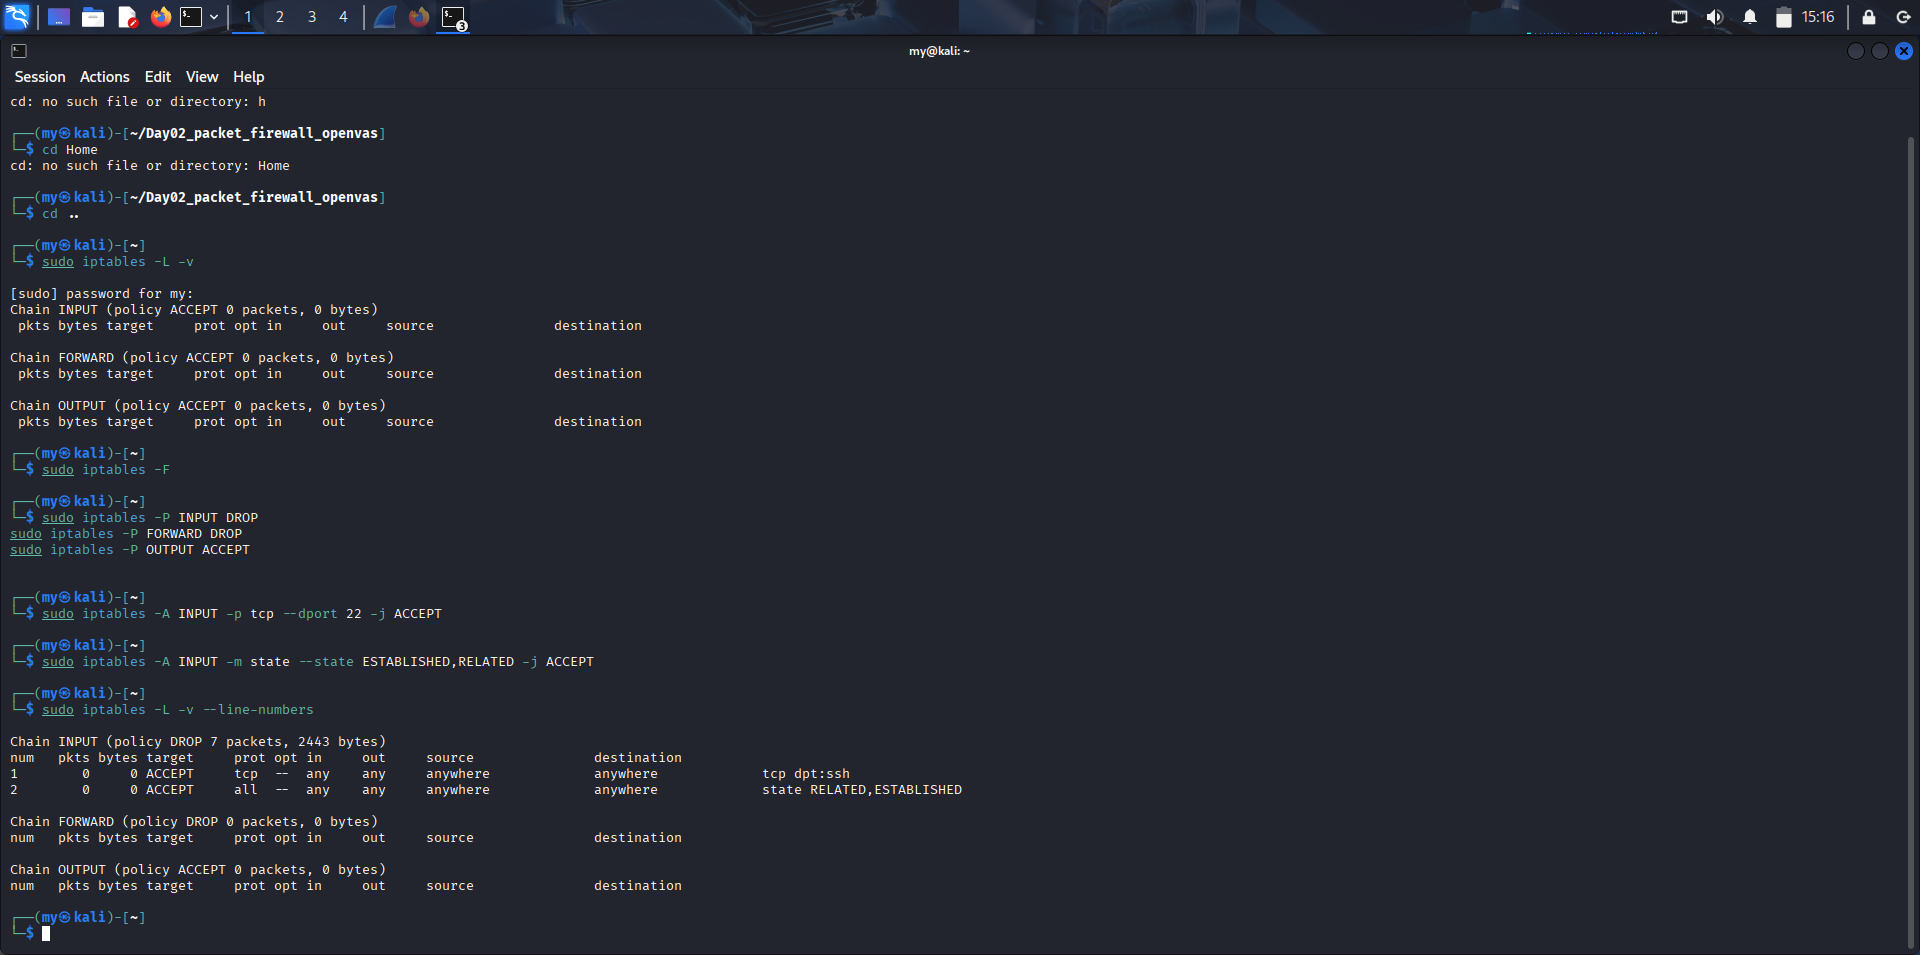 1 2 3 4 3 15:16
my@kali: ~
Session Actions Edit View Help
cd: no such file or directory: h
┌──(my㉿kali)-[~/Day02_packet_firewall_openvas]
└─$ cd Home
cd: no such file or directory: Home
┌──(my㉿kali)-[~/Day02_packet_firewall_openvas]
└─$ cd ..
┌──(my㉿kali)-[~]
└─$ sudo iptables -L -v
[sudo] password for my:
Chain INPUT (policy ACCEPT 0 packets, 0 bytes)
pkts bytes target     prot opt in     out     source               destination
Chain FORWARD (policy ACCEPT 0 packets, 0 bytes)
pkts bytes target     prot opt in     out     source               destination
Chain OUTPUT (policy ACCEPT 0 packets, 0 bytes)
pkts bytes target     prot opt in     out     source               destination
┌──(my㉿kali)-[~]
└─$ sudo iptables -F
┌──(my㉿kali)-[~]
└─$ sudo iptables -P INPUT DROP
sudo iptables -P FORWARD DROP
sudo iptables -P OUTPUT ACCEPT
┌──(my㉿kali)-[~]
└─$ sudo iptables -A INPUT -p tcp --dport 22 -j ACCEPT
┌──(my㉿kali)-[~]
└─$ sudo iptables -A INPUT -m state --state ESTABLISHED,RELATED -j ACCEPT
┌──(my㉿kali)-[~]
└─$ sudo iptables -L -v --line-numbers
Chain INPUT (policy DROP 7 packets, 2443 bytes)
num   pkts bytes target     prot opt in     out     source               destination
1        0     0 ACCEPT     tcp  --  any    any     anywhere             anywhere             tcp dpt:ssh
2        0     0 ACCEPT     all  --  any    any     anywhere             anywhere             state RELATED,ESTABLISHED
Chain FORWARD (policy DROP 0 packets, 0 bytes)
num   pkts bytes target     prot opt in     out     source               destination
Chain OUTPUT (policy ACCEPT 0 packets, 0 bytes)
num   pkts bytes target     prot opt in     out     source               destination
┌──(my㉿kali)-[~]
└─$